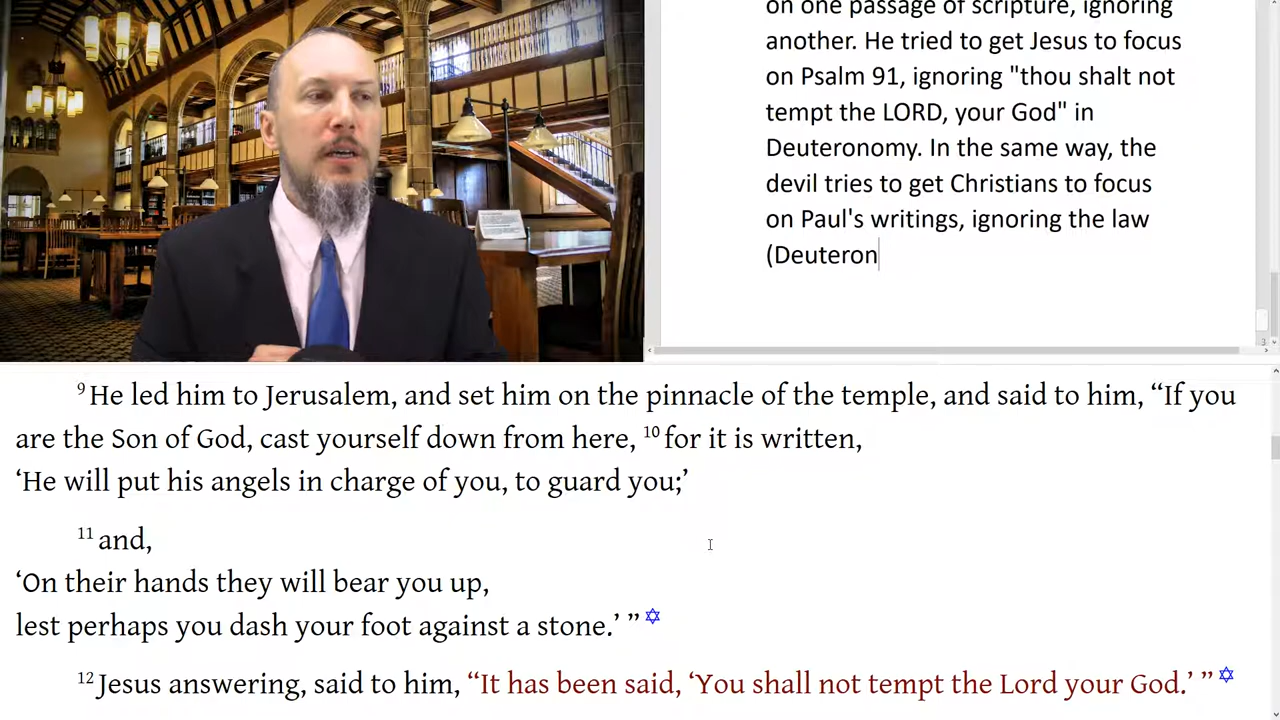 on one passage of scripture, ignoring
another. He tried to get Jesus to focus
on Psalm 91, ignoring "thou shalt not
tempt the LORD, your God" in
Deuteronomy. In the same way, the
devil tries to get Christians to focus
on Paul's writings, ignoring the law
(Deuteron
3
9 He led him to Jerusalem, and set him on the pinnacle of the temple, and said to him, “If you
are the Son of God, cast yourself down from here, 10 for it is written,
‘He will put his angels in charge of you, to guard you;’
11 and,
‘On their hands they will bear you up,
lest perhaps you dash your foot against a stone.’ ” ✡
12 Jesus answering, said to him, “It has been said, ‘You shall not tempt the Lord your God.’ ” ✡